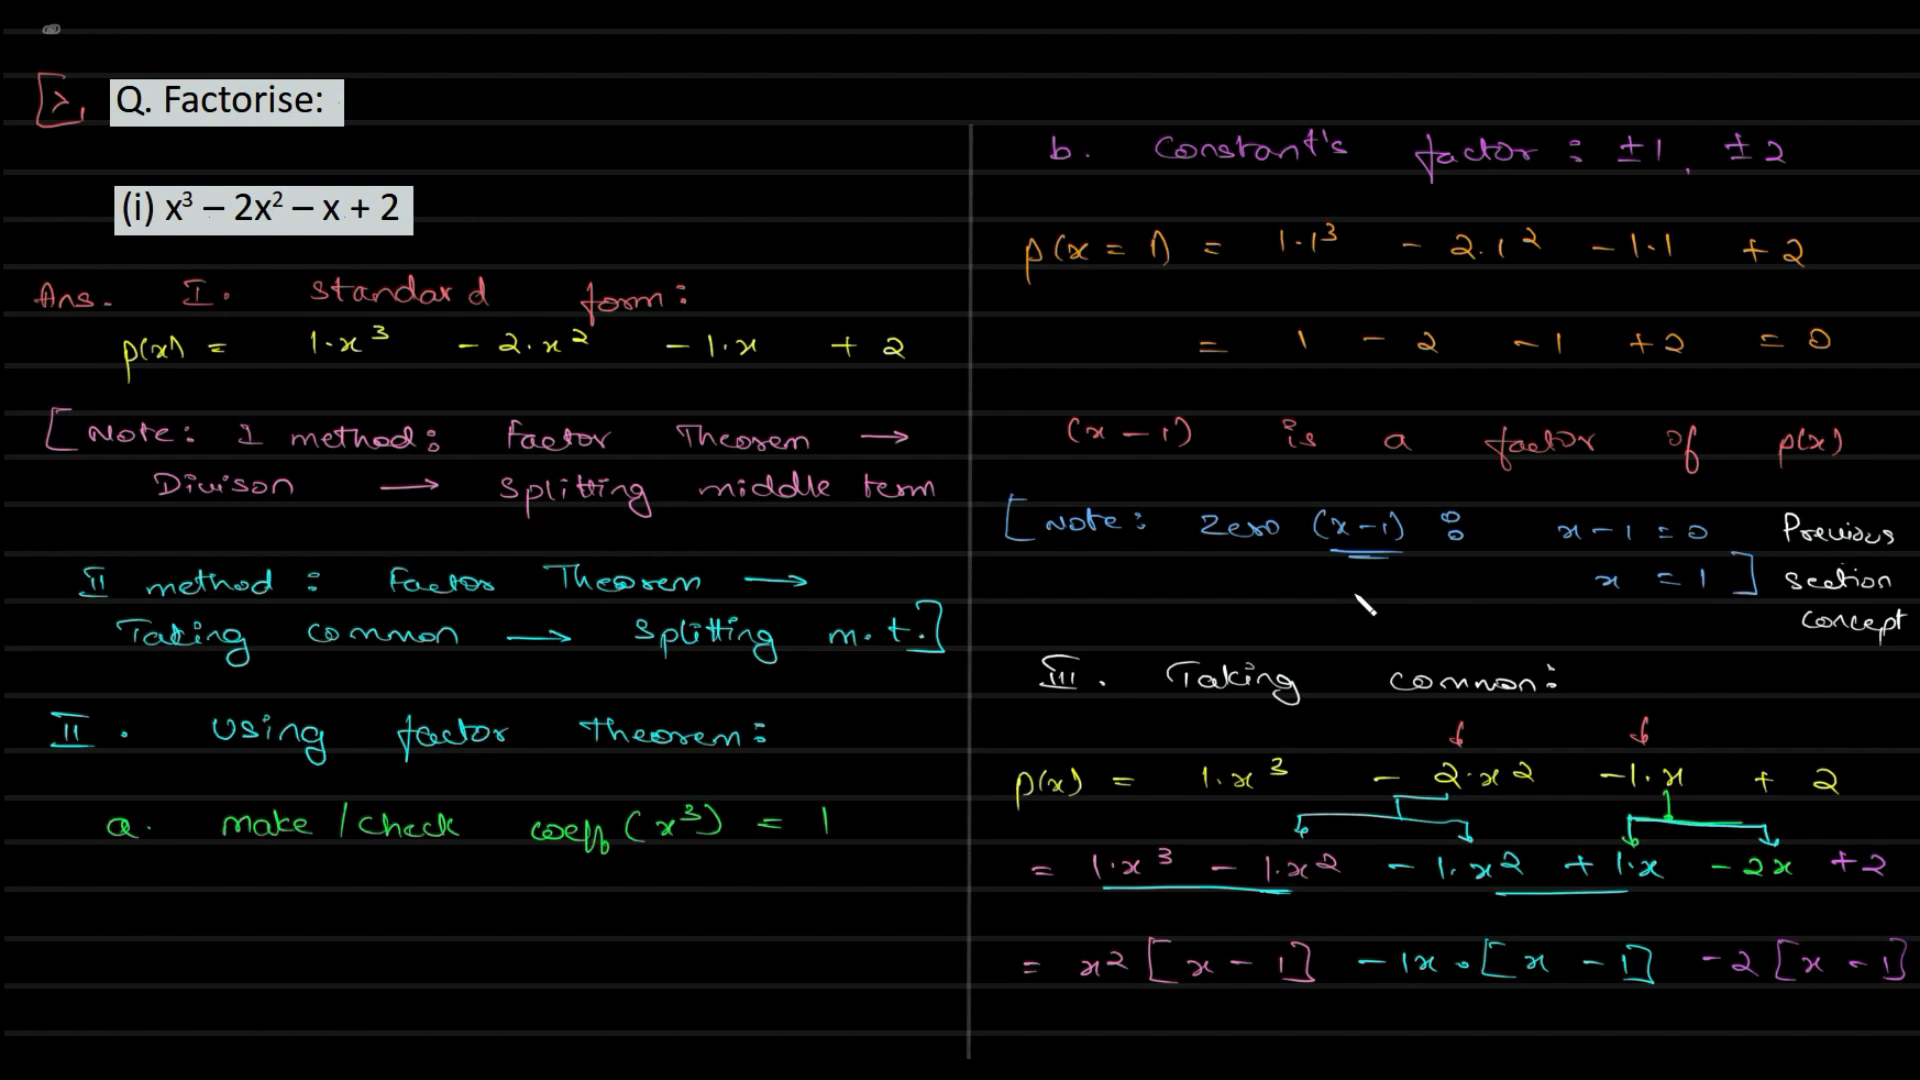 Q. Factorise:
(i) x³ – 2x² – x + 2
Ans. I. standard form:
p(x) = 1·x³ - 2·x² - 1·x + 2
[Note: I method: Factor Theorem →
Divison → Splitting middle term
II method: Factor Theorem →
Taking common → Splitting m.t.]
II. Using factor theorem:
a. make/check coeff(x³) = 1
b. Constant's factor: ±1, ±2
p(x = 1) = 1·1³ - 2·1² - 1·1 + 2
= 1 - 2 - 1 + 2 = 0
(x - 1) is a factor of p(x)
[Note: Zero (x-1): x - 1 = 0
x = 1]
Previous
section
concept
III. Taking common:
p(x) = 1·x³ - 2·x² - 1·x + 2
= 1·x³ - 1·x² - 1·x² + 1·x - 2x + 2
= x² [x - 1] - 1x·[x - 1] - 2 [x - 1]